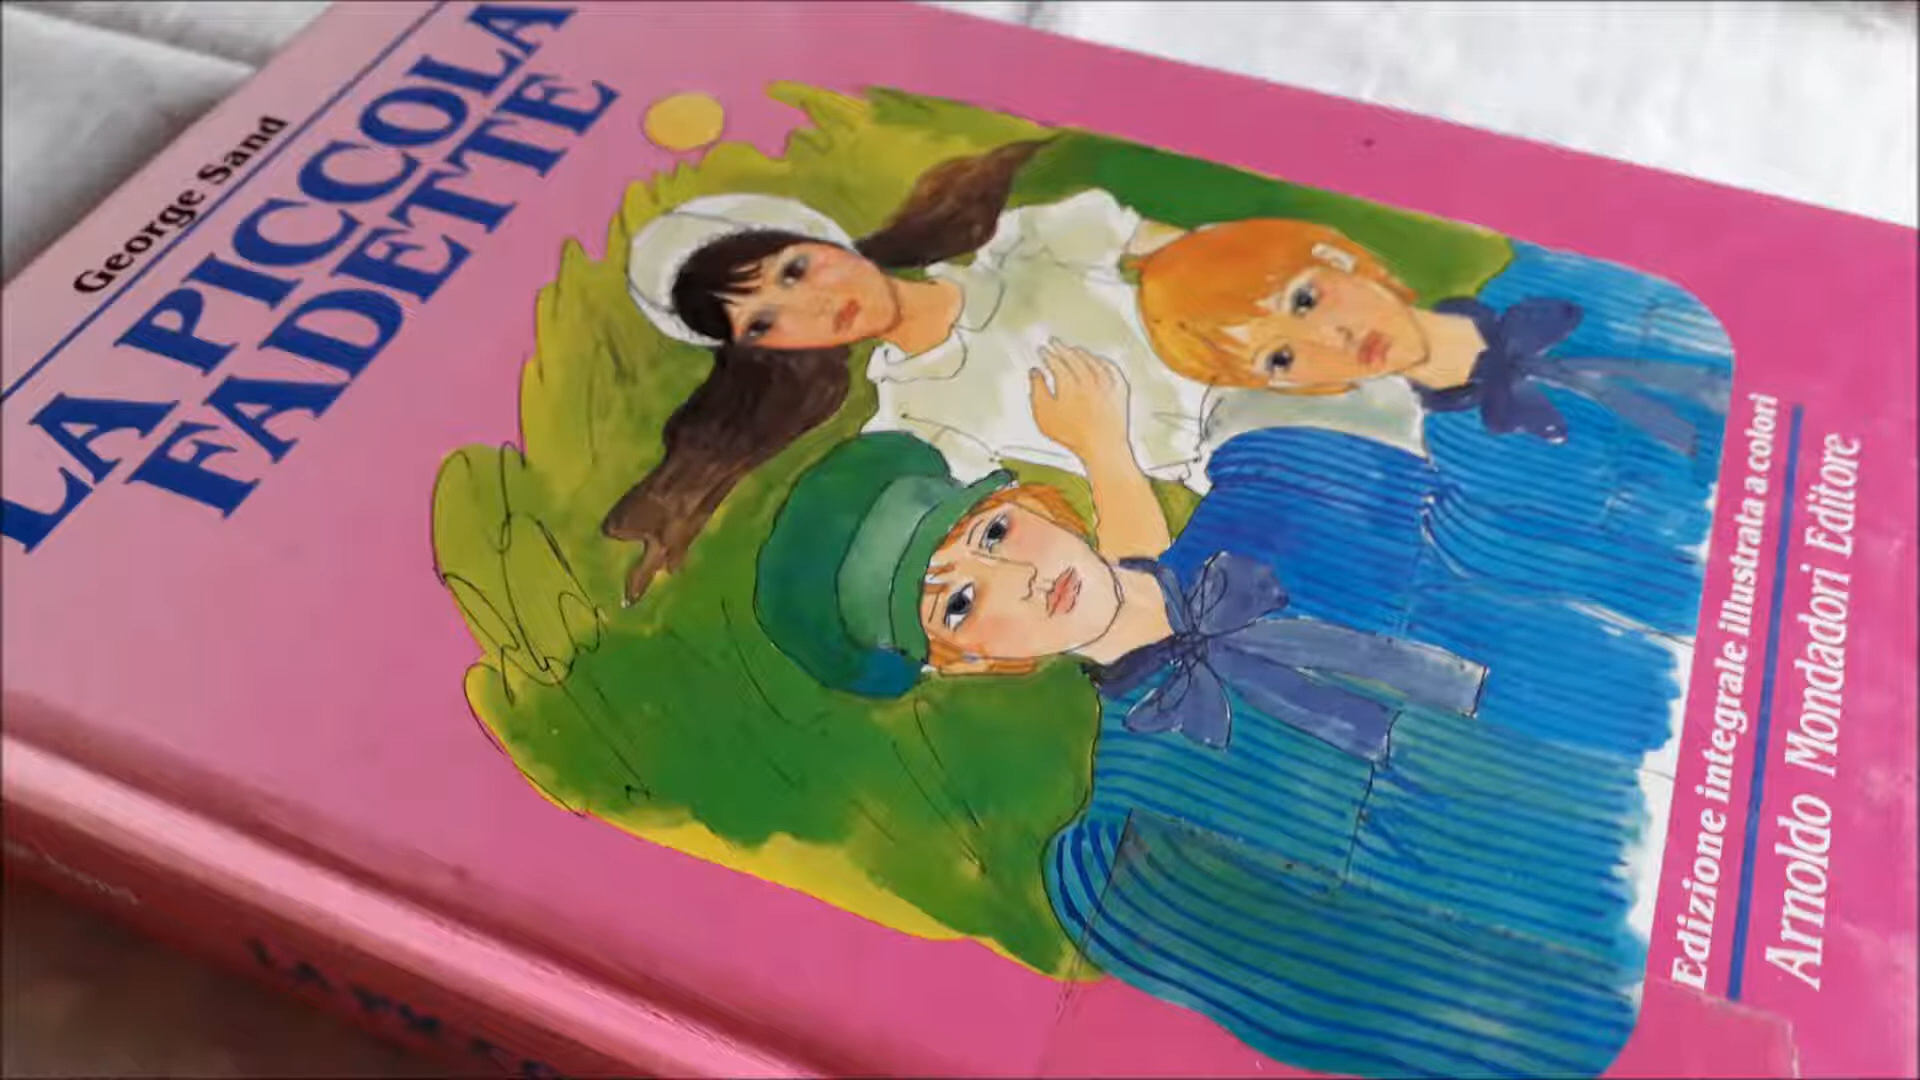 George Sand
LA PICCOLA
FADETTE
Edizione integrale illustrata a colori
Arnoldo Mondadori Editore